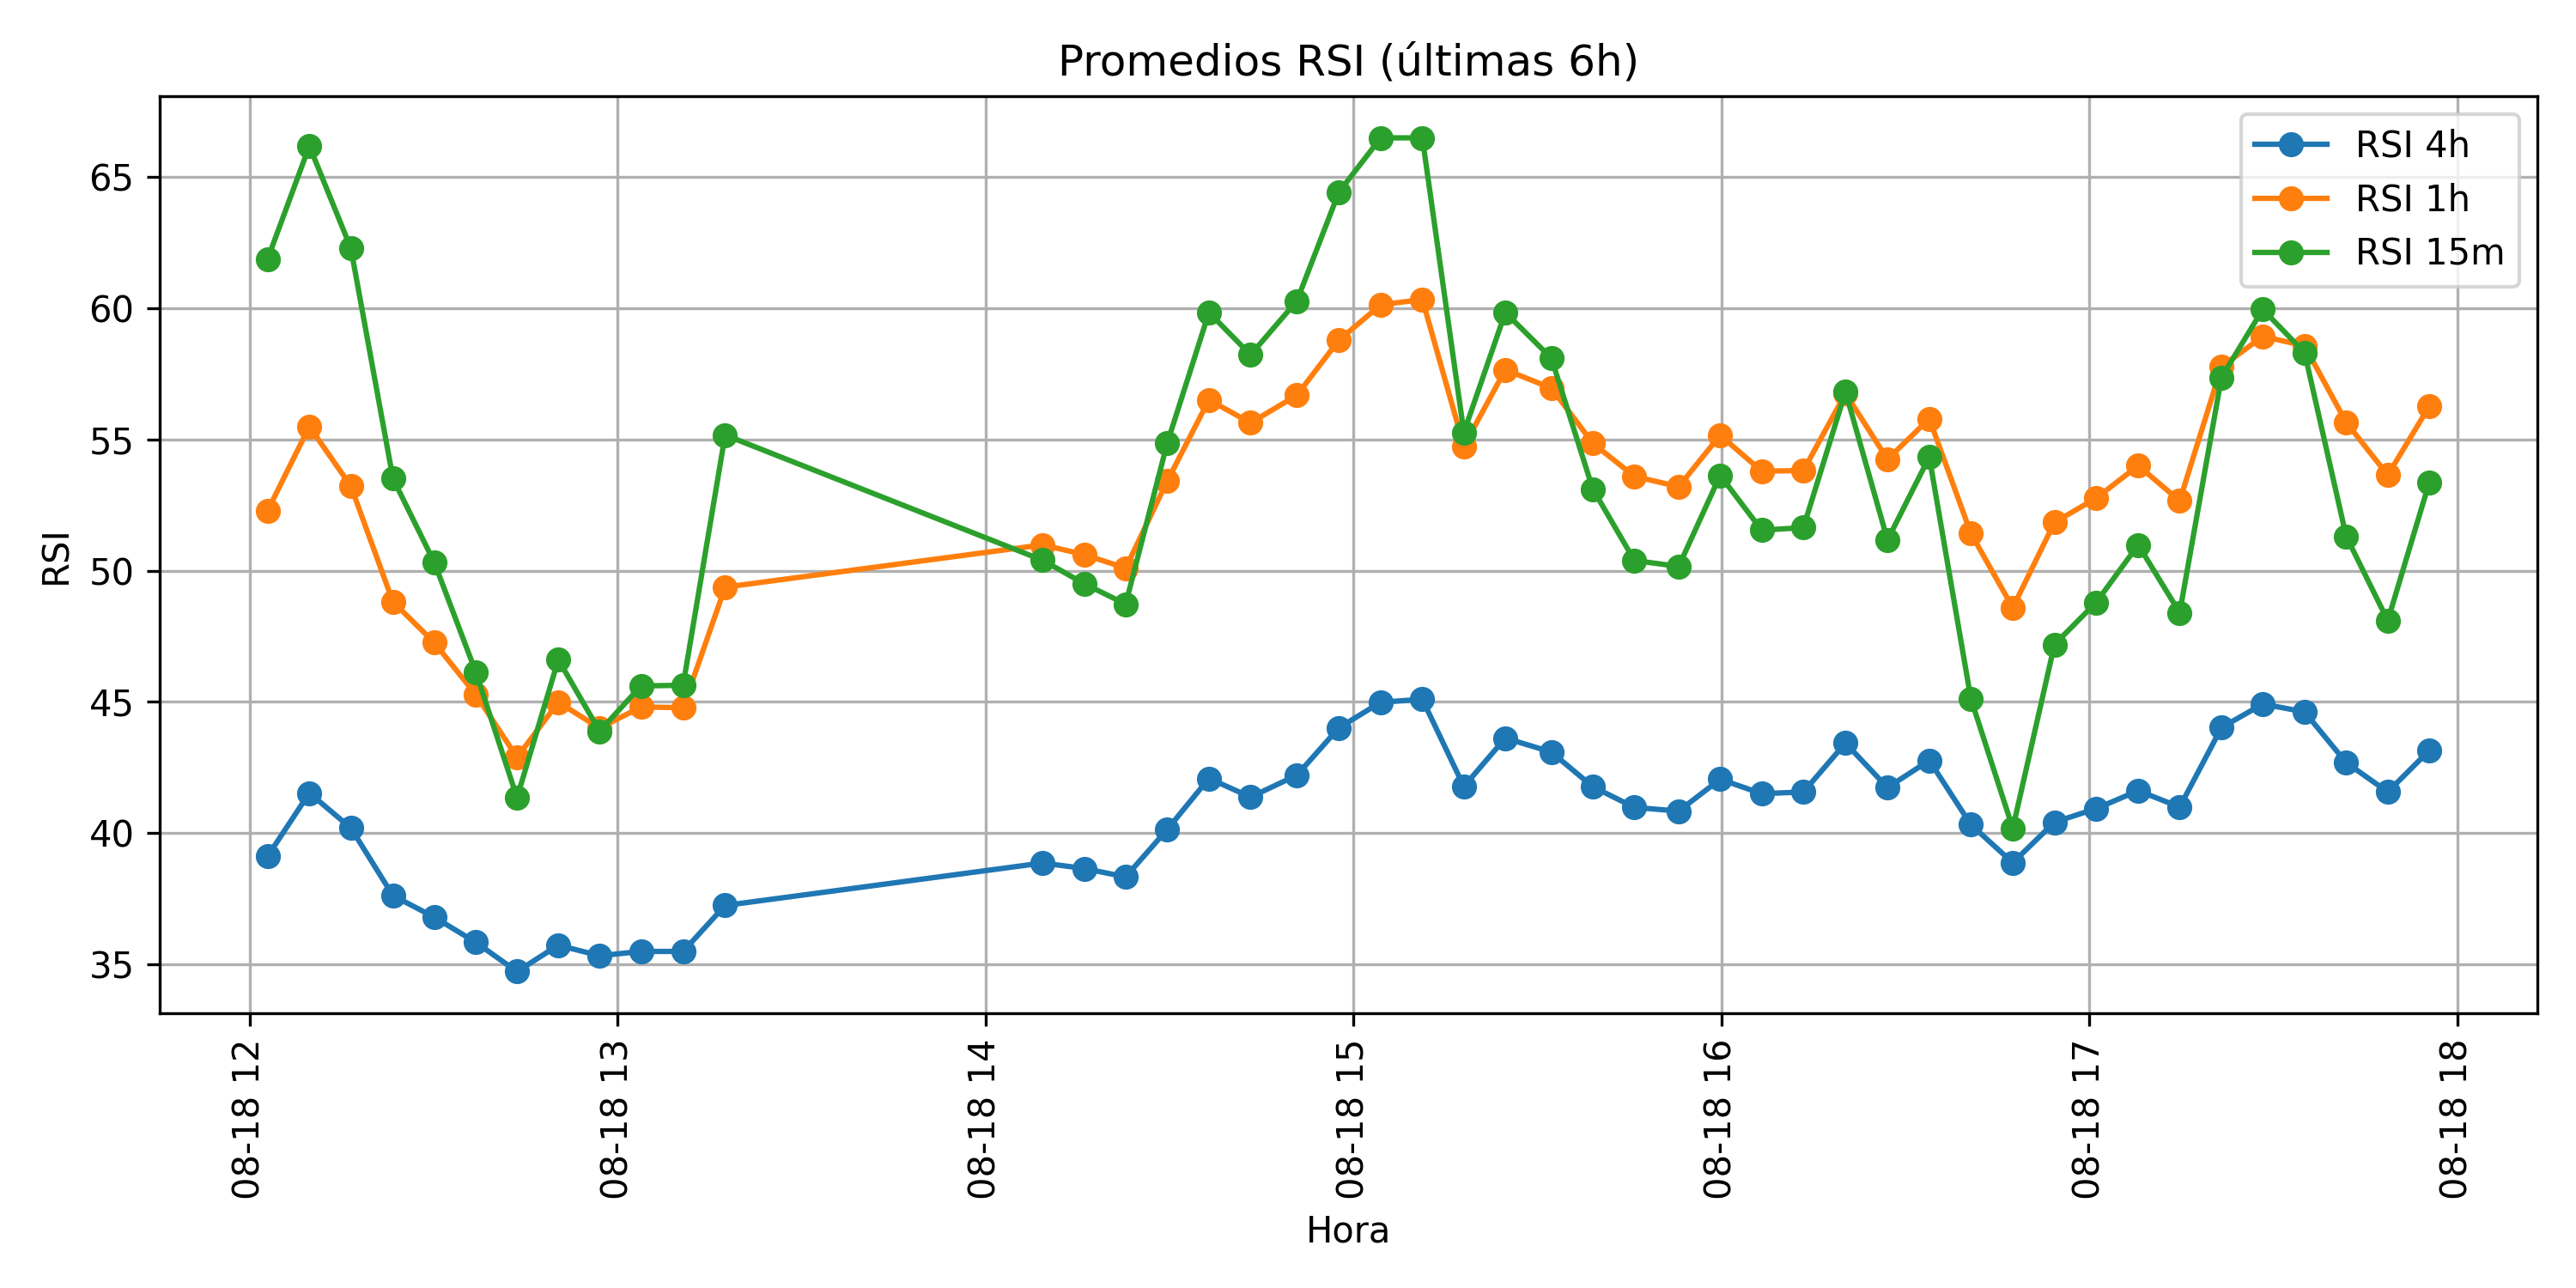 Promedios RSI (últimas 6h)
RSI 4h
RSI 1h
RSI 15m
RSI
65
60
55
50
45
40
35
08-18 12
08-18 13
08-18 14
08-18 15
08-18 16
08-18 17
08-18 18
Hora